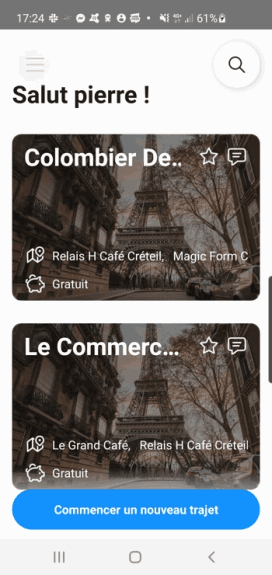 17:24
61%
Salut pierre !
Colombier De..
Relais H Café Créteil, Magic Form C
Gratuit
Le Commerc...
Le Grand Café, Relais H Café Créteil
Gratuit
Commencer un nouveau trajet